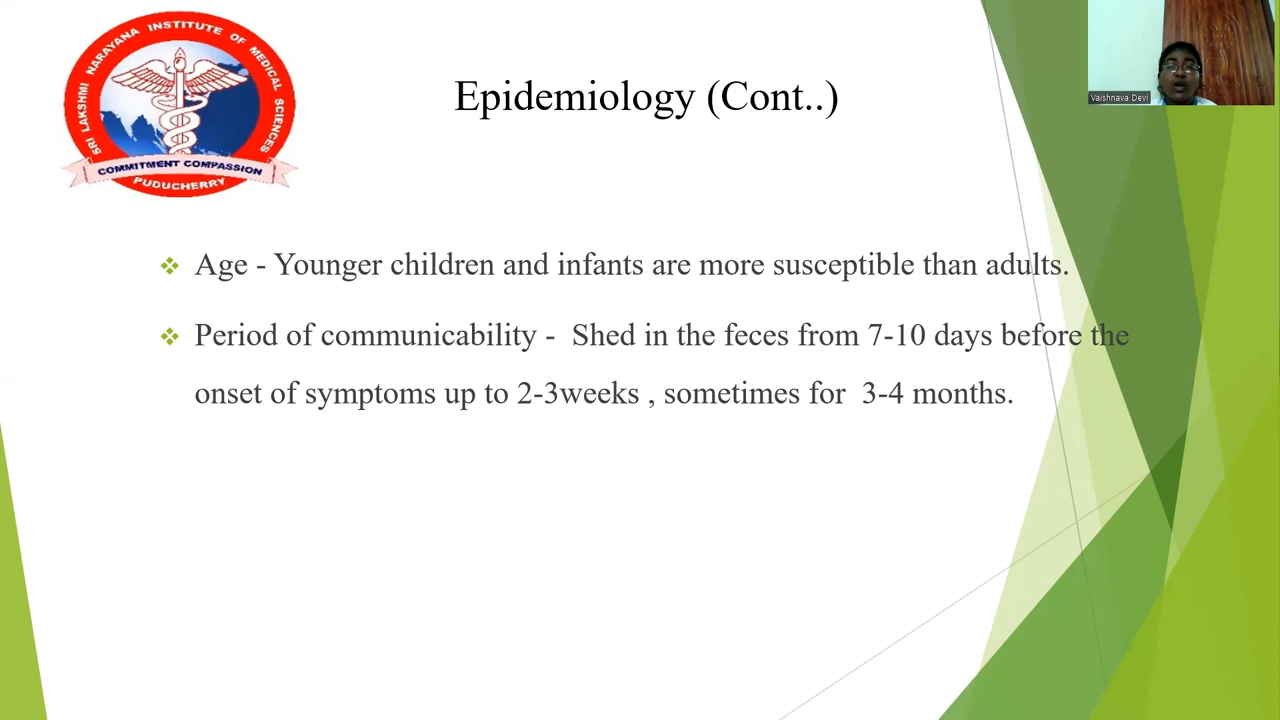 SRI LAKSHMI NARAYANA INSTITUTE OF MEDICAL SCIENCES
COMMITMENT COMPASSION
PUDUCHERRY
Epidemiology (Cont..)
Vaishnava Devi
Age - Younger children and infants are more susceptible than adults.
Period of communicability - Shed in the feces from 7-10 days before the
onset of symptoms up to 2-3weeks , sometimes for 3-4 months.